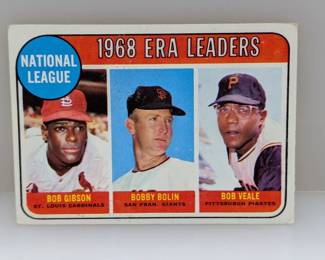 1968 ERA LEADERS
NATIONAL
LEAGUE
BOB GIBSON
ST. LOUIS CARDINALS
BOBBY BOLIN
SAN FRAN. GIANTS
BOB VEALE
PITTSBURGH PIRATES